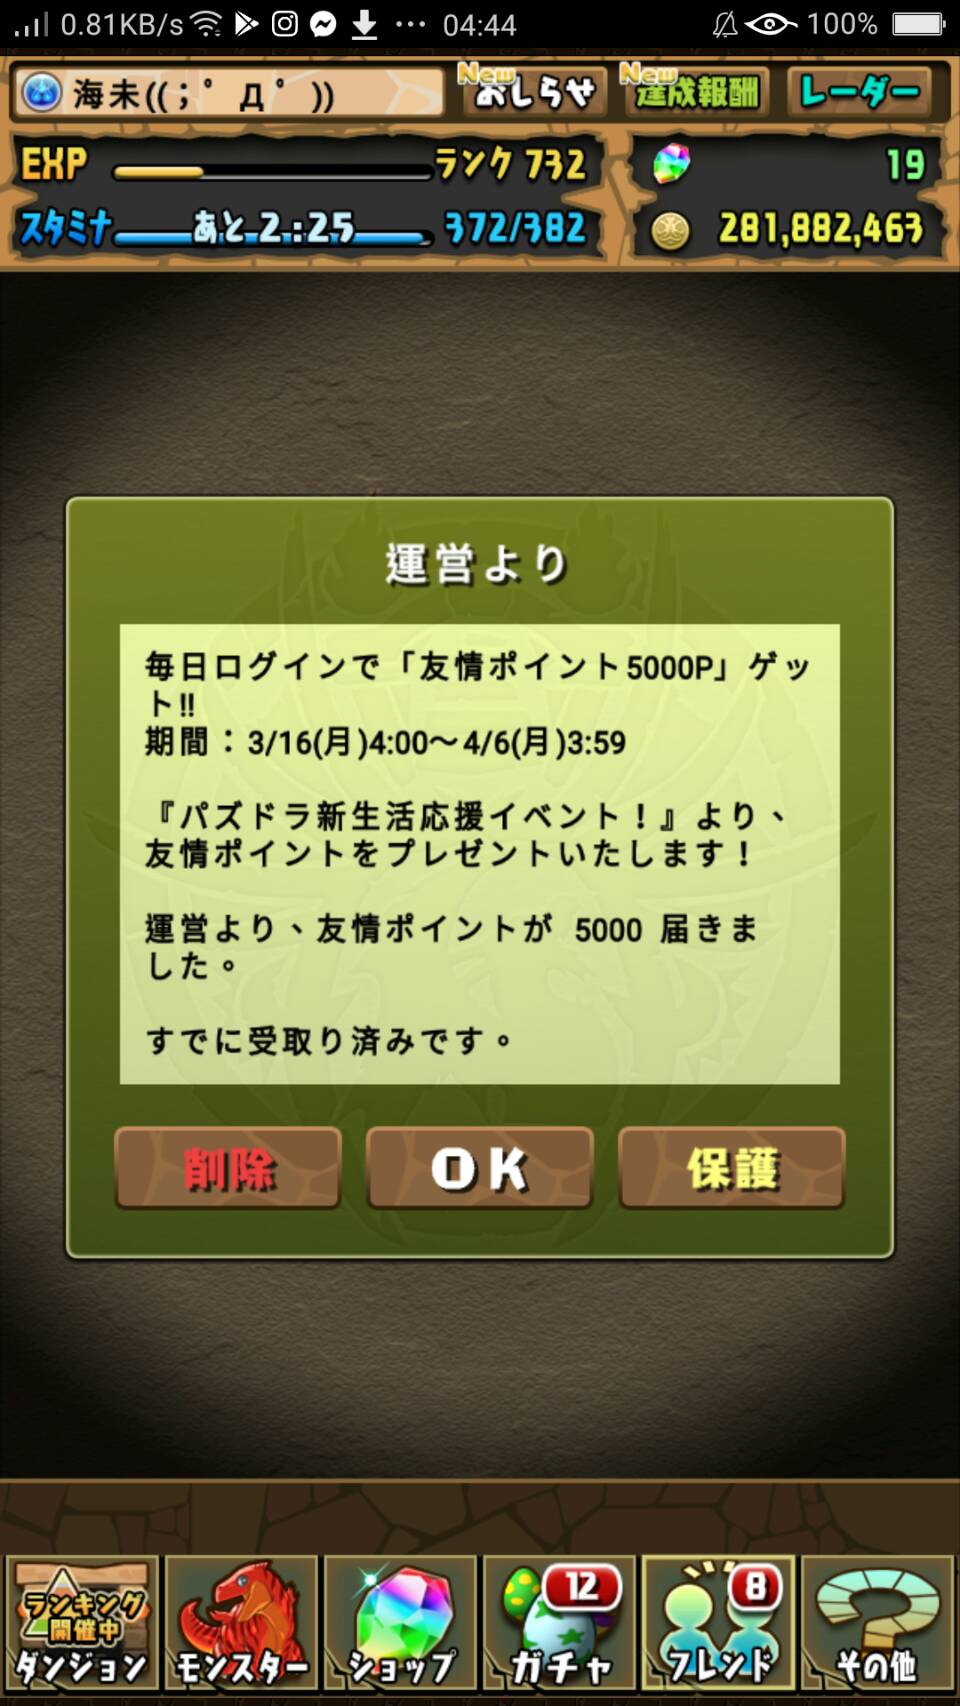 0.81KB/s ... 04:44 100%
海未((；ﾟДﾟ))
New おしらせ
New 達成報酬
レーダー
EXP ランク 732
19
スタミナ あと 2:25 372/382
281,882,463
運営より
毎日ログインで「友情ポイント5000P」ゲッ
ト!!
期間：3/16(月)4:00～4/6(月)3:59
『パズドラ新生活応援イベント！』より、
友情ポイントをプレゼントいたします！
運営より、友情ポイントが 5000 届きま
した。
すでに受取り済みです。
削除 OK 保護
ランキング
開催中
12
8
ダンジョン モンスター ショップ ガチャ フレンド その他